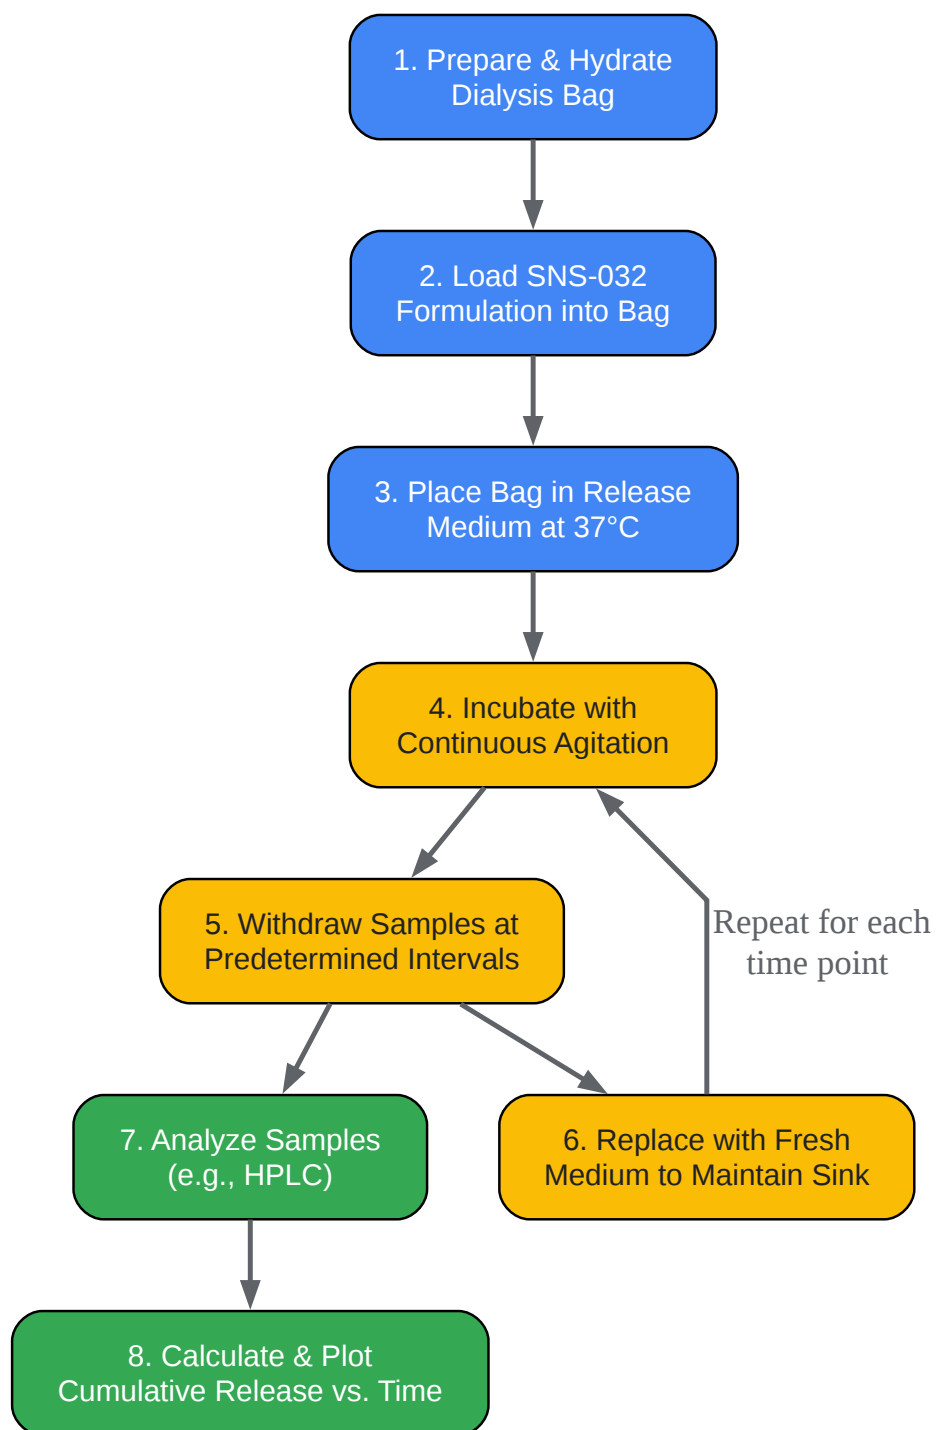 1. Prepare & Hydrate
Dialysis Bag
2. Load SNS-032
Formulation into Bag
3. Place Bag in Release
Medium at 37°C
4. Incubate with
Continuous Agitation
5. Withdraw Samples at
Predetermined Intervals
Repeat for each
time point
6. Replace with Fresh
Medium to Maintain Sink
7. Analyze Samples
(e.g., HPLC)
8. Calculate & Plot
Cumulative Release vs. Time